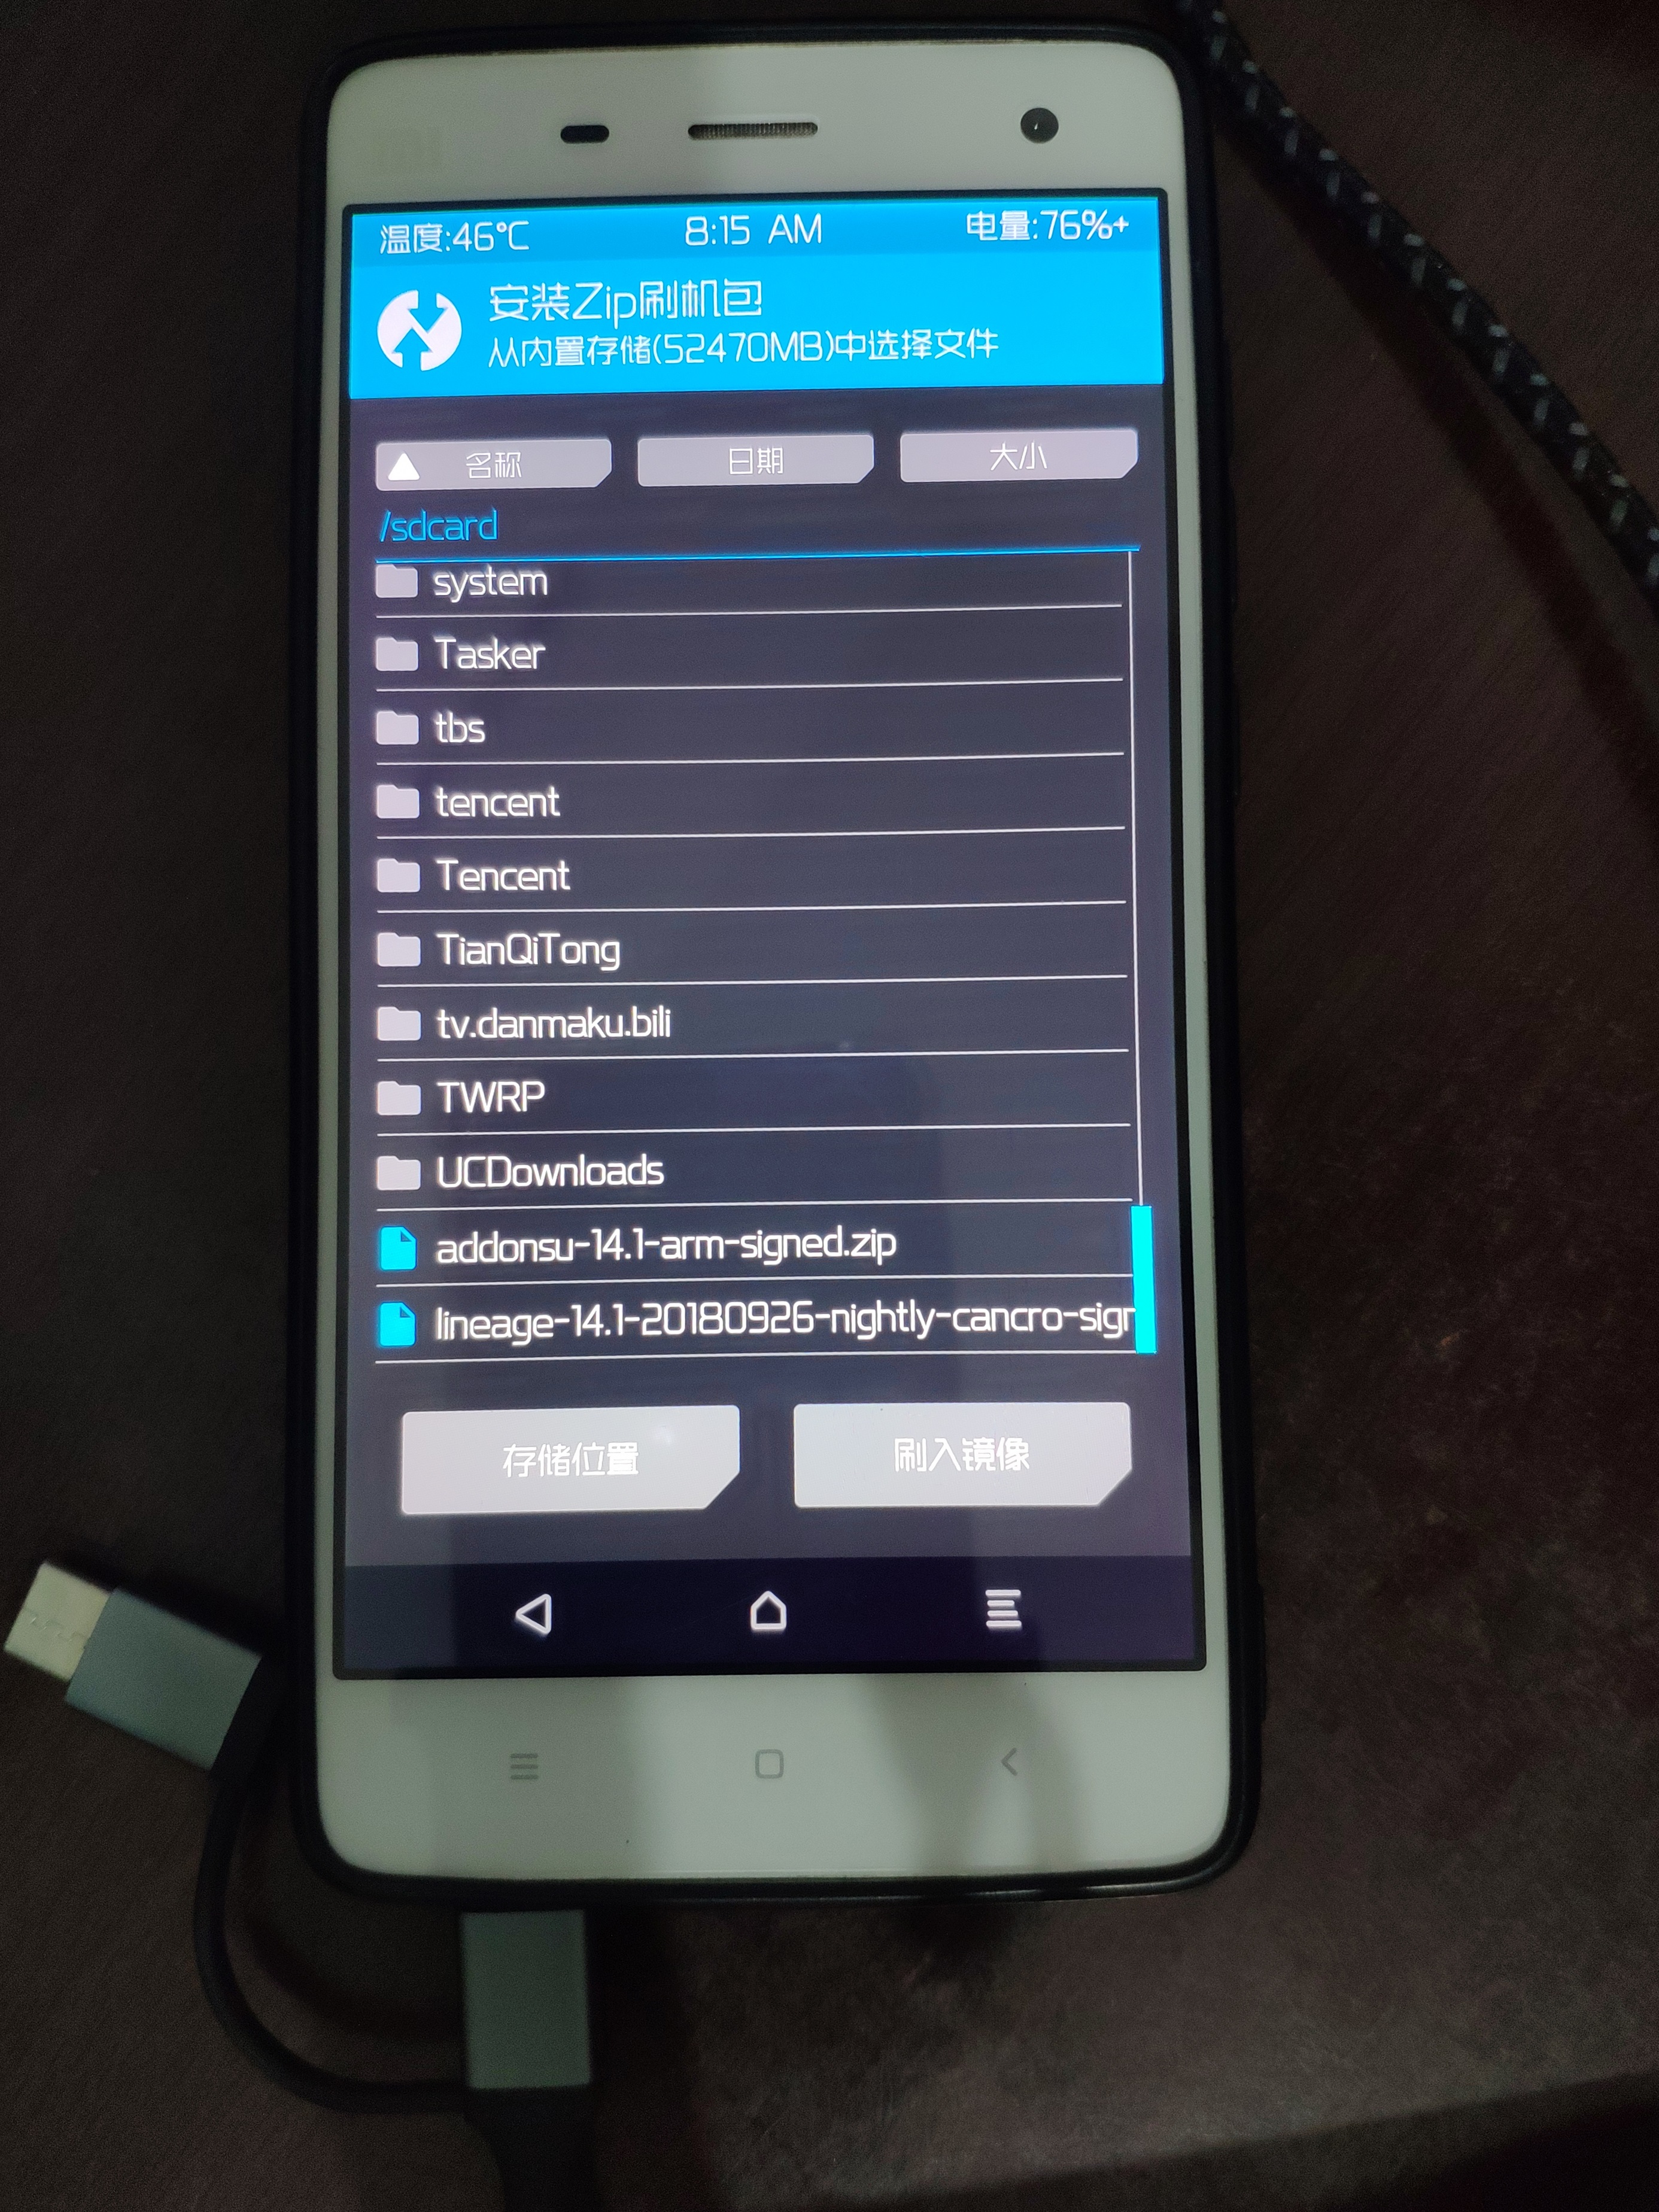 温度:46°C 8:15 AM 电量:76%+
安装Zip刷机包
从内置存储(52470MB)中选择文件
名称 日期 大小
/sdcard
system
Tasker
tbs
tencent
Tencent
TianQiTong
tv.danmaku.bili
TWRP
UCDownloads
addonsu-14.1-arm-signed.zip
lineage-14.1-20180926-nightly-cancro-sign
存储位置 刷入镜像